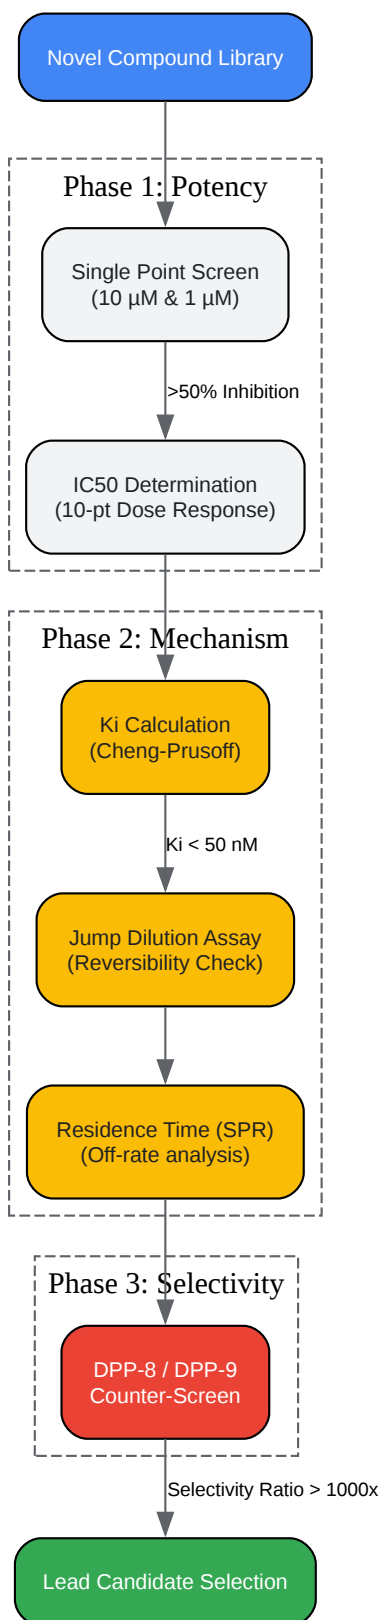 Novel Compound Library
Phase 1: Potency
Single Point Screen
(10 µM & 1 µM)
>50% Inhibition
IC50 Determination
(10-pt Dose Response)
Phase 2: Mechanism
Ki Calculation
(Cheng-Prusoff)
Ki < 50 nM
Jump Dilution Assay
(Reversibility Check)
Residence Time (SPR)
(Off-rate analysis)
Phase 3: Selectivity
DPP-8 / DPP-9
Counter-Screen
Selectivity Ratio > 1000x
Lead Candidate Selection